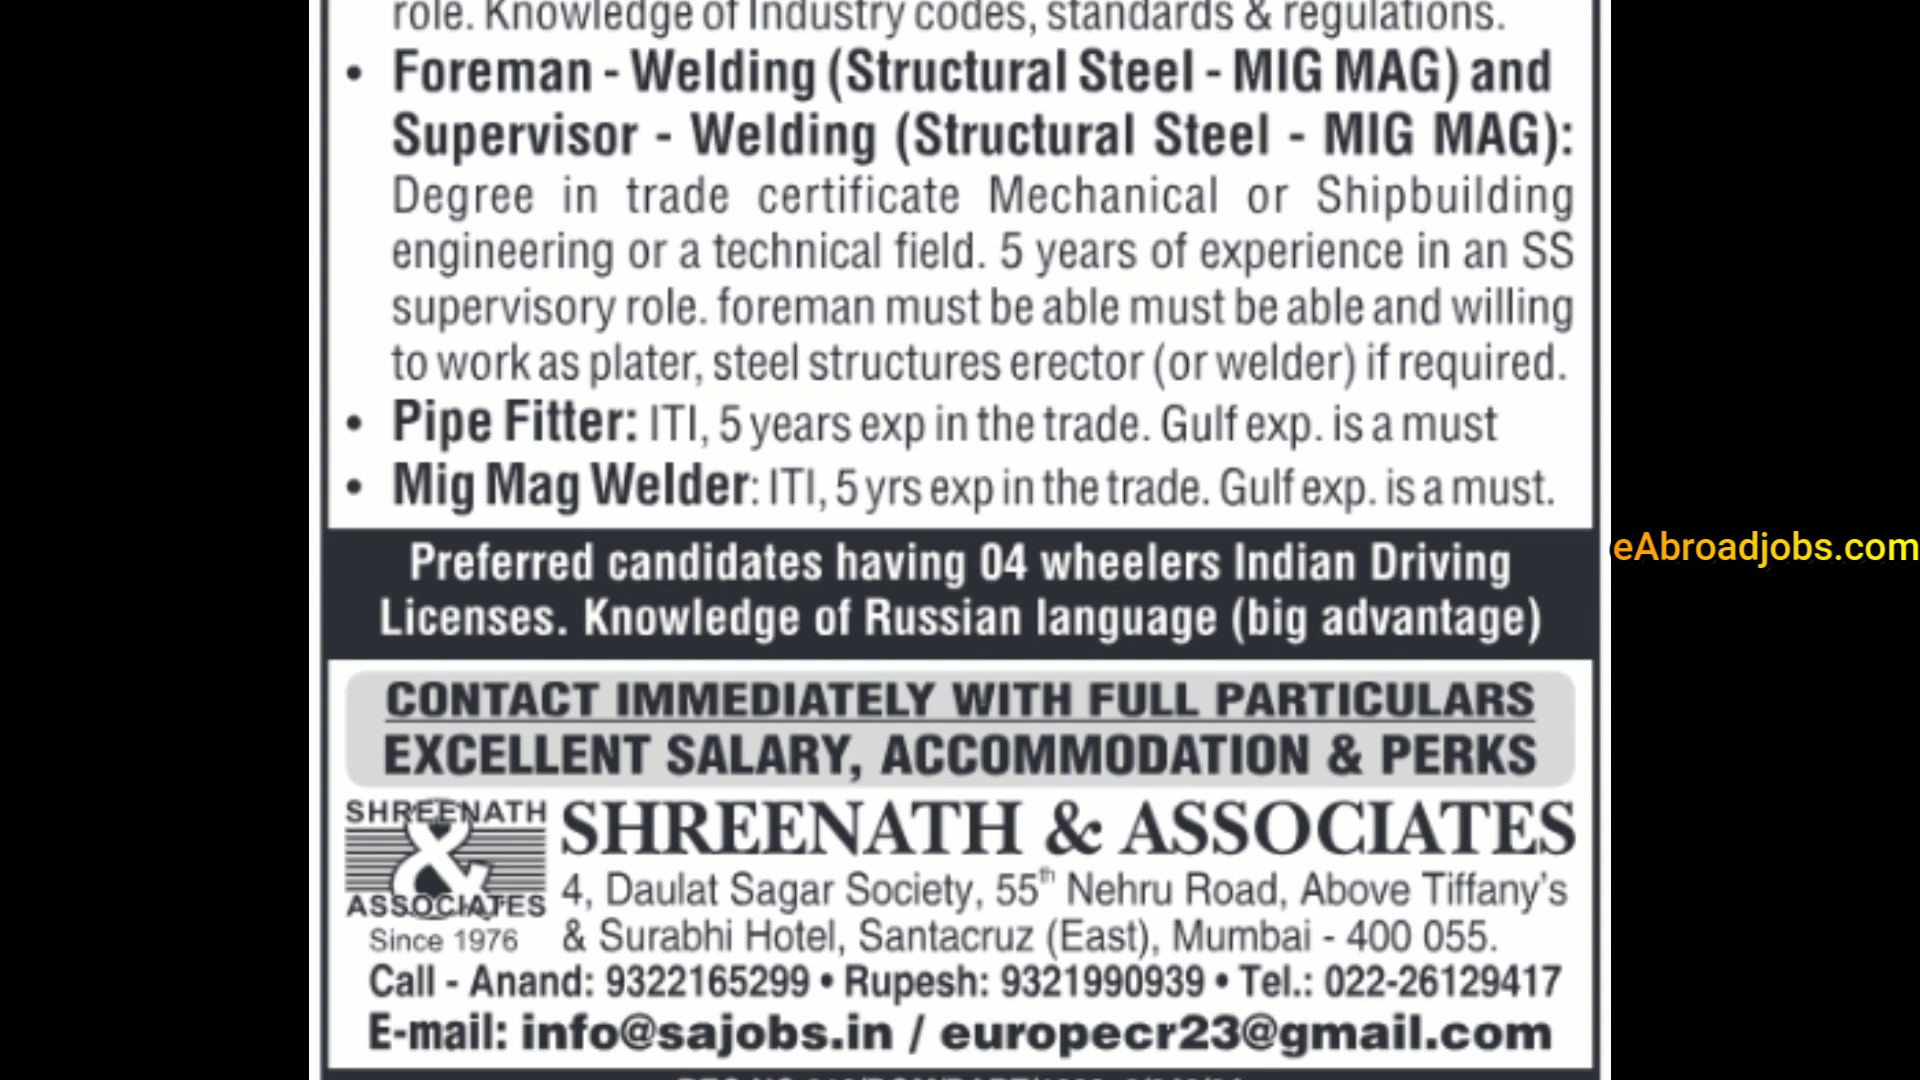 role. Knowledge of Industry codes, standards & regulations.
• Foreman - Welding (Structural Steel - MIG MAG) and
Supervisor - Welding (Structural Steel - MIG MAG):
Degree in trade certificate Mechanical or Shipbuilding
engineering or a technical field. 5 years of experience in an SS
supervisory role. foreman must be able must be able and willing
to work as plater, steel structures erector (or welder) if required.
• Pipe Fitter: ITI, 5 years exp in the trade. Gulf exp. is a must
• Mig Mag Welder: ITI, 5 yrs exp in the trade. Gulf exp. is a must.
Preferred candidates having 04 wheelers Indian Driving
Licenses. Knowledge of Russian language (big advantage)
eAbroadjobs.com
CONTACT IMMEDIATELY WITH FULL PARTICULARS
EXCELLENT SALARY, ACCOMMODATION & PERKS
SHREENATH
&
ASSOCIATES
Since 1976
SHREENATH & ASSOCIATES
4, Daulat Sagar Society, 55th Nehru Road, Above Tiffany's
& Surabhi Hotel, Santacruz (East), Mumbai - 400 055.
Call - Anand: 9322165299 • Rupesh: 9321990939 • Tel.: 022-26129417
E-mail: info@sajobs.in / europecr23@gmail.com